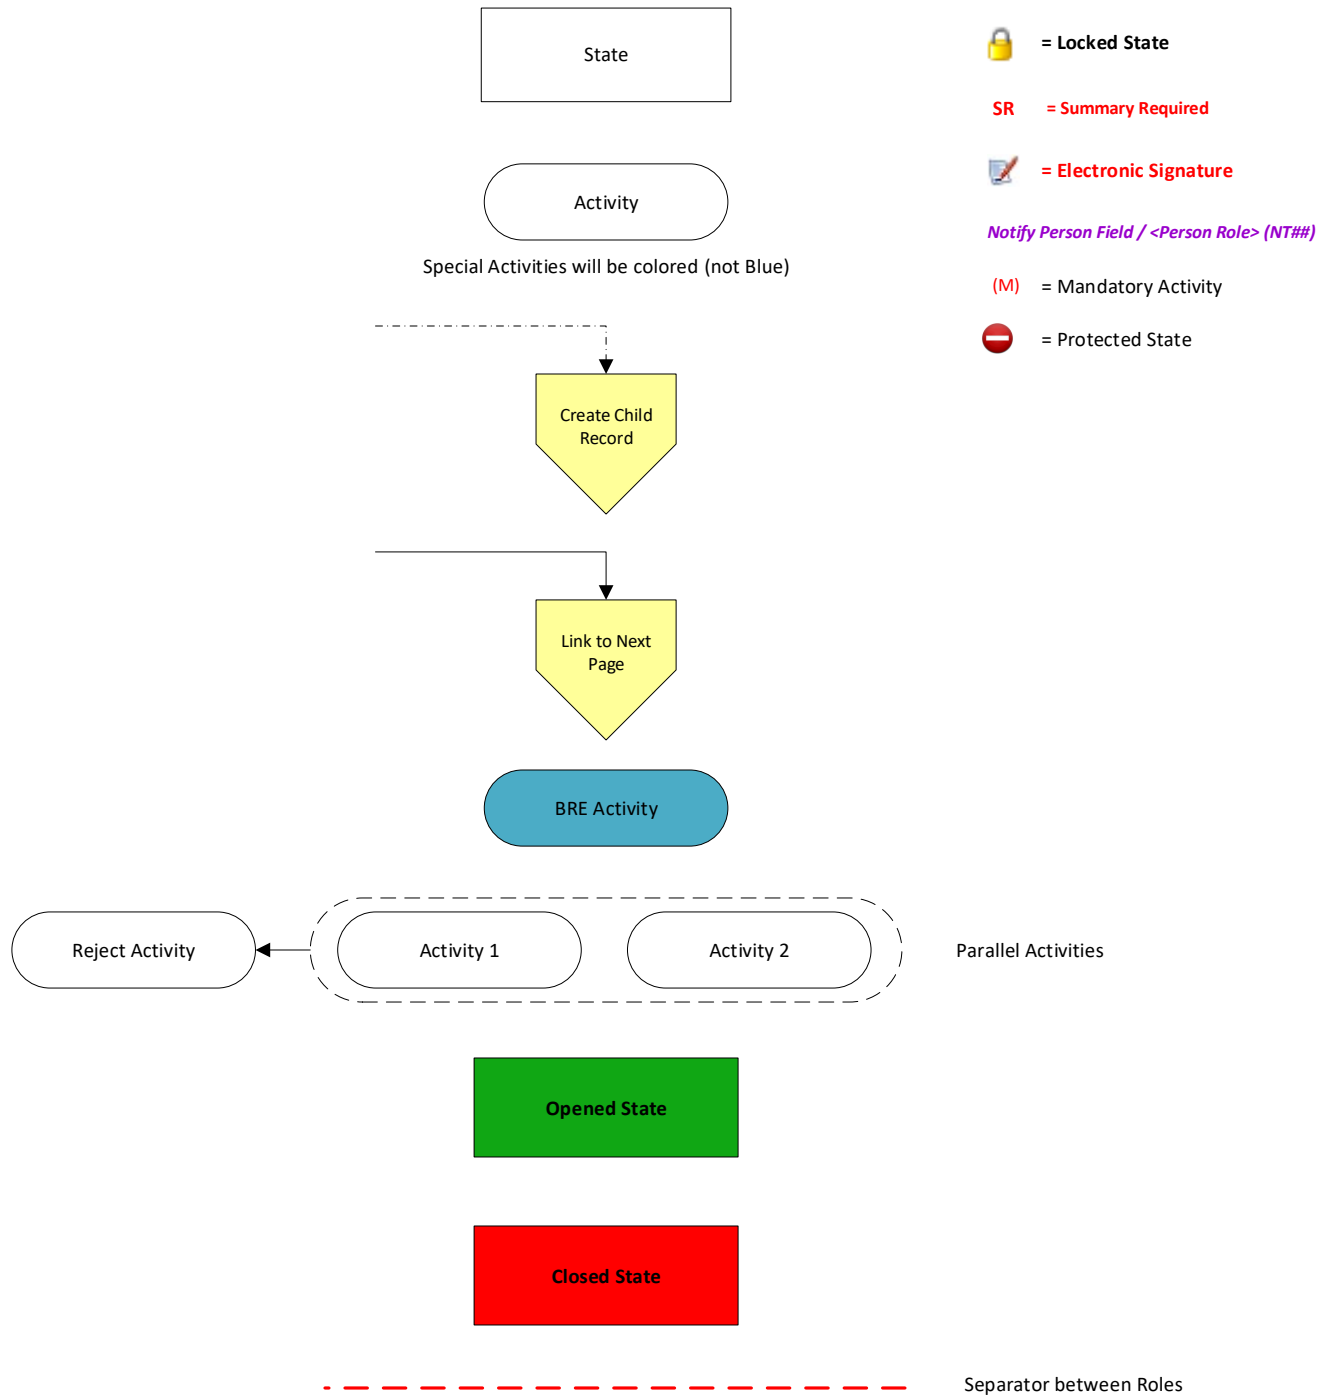 State
= Locked State
SR = Summary Required
Activity
= Electronic Signature
Notify Person Field / <Person Role> (NT##)
Special Activities will be colored (not Blue)
(M) = Mandatory Activity
= Protected State
Create Child
Record
Link to Next
Page
BRE Activity
Reject Activity
Activity 1
Activity 2
Parallel Activities
Opened State
Closed State
Separator between Roles